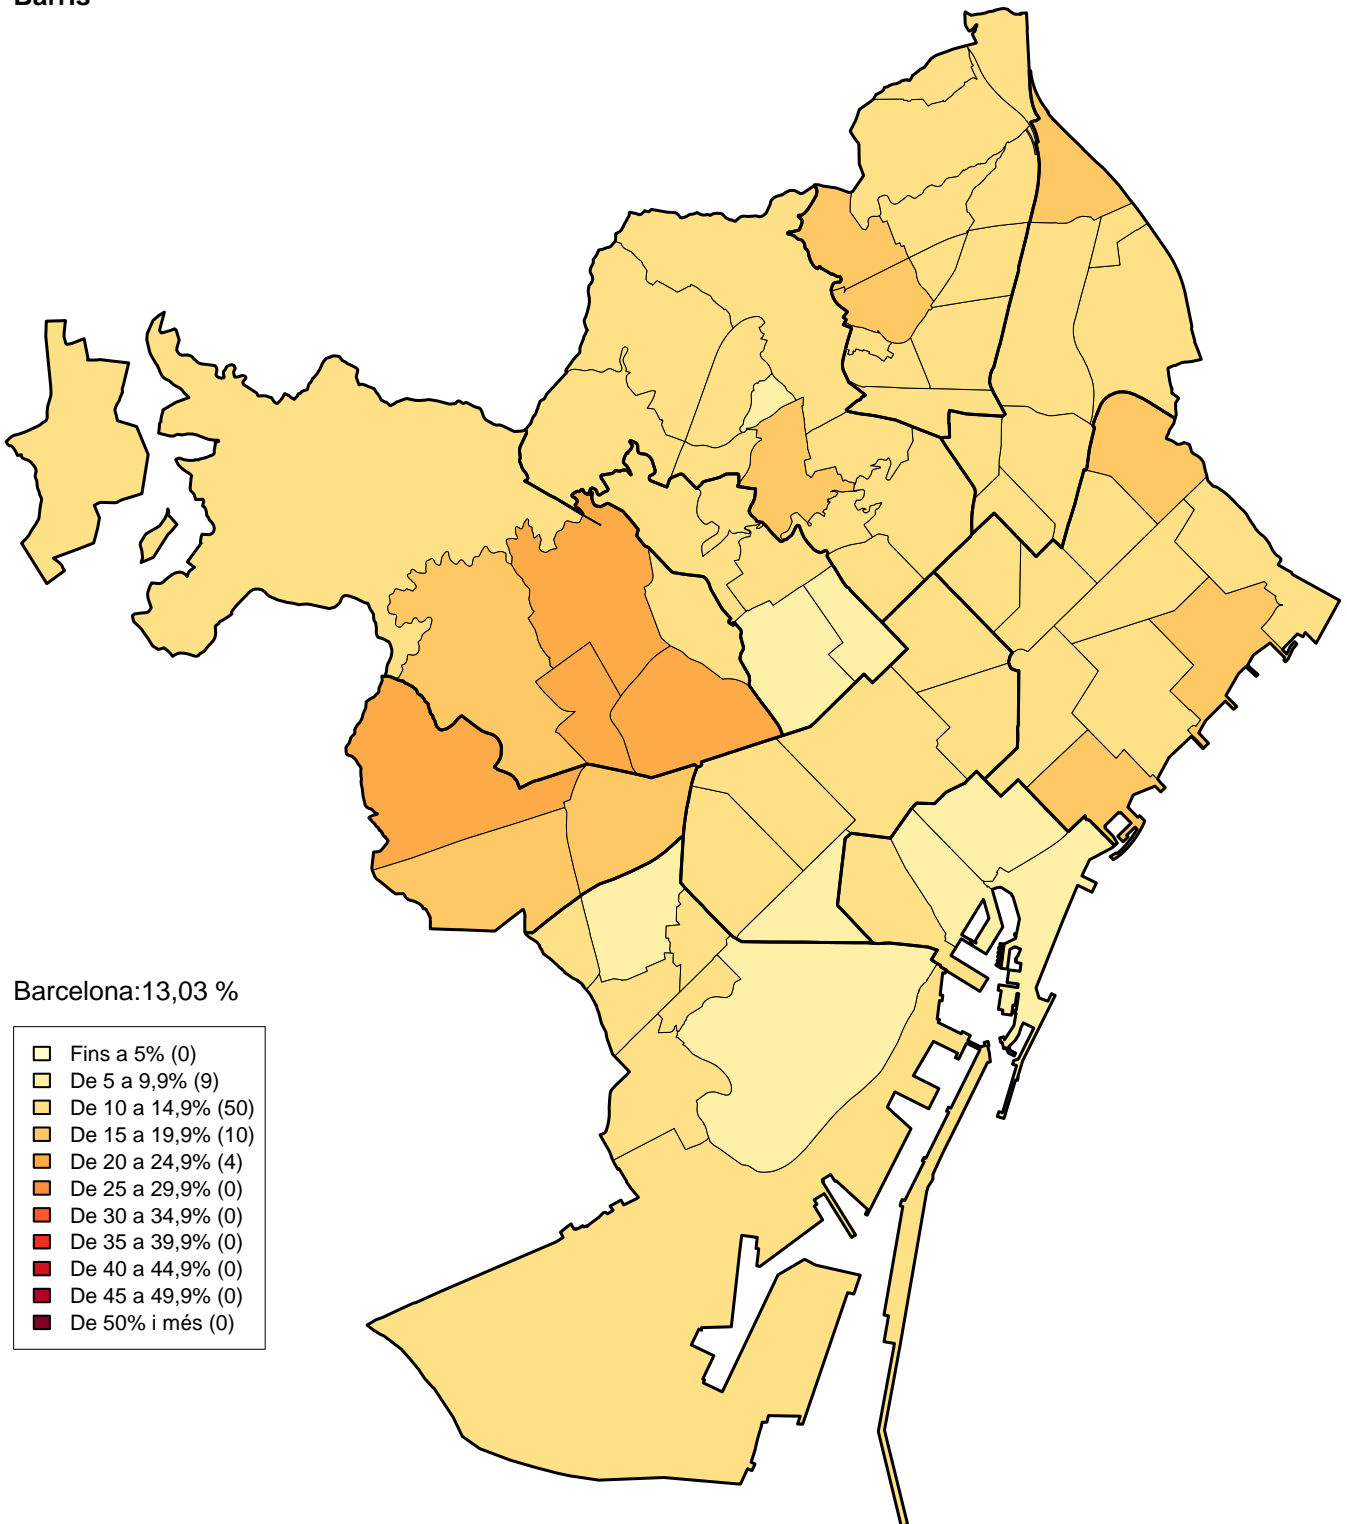 Barris
Barcelona:13,03 %
Fins a 5% (0)
De 5 a 9,9% (9)
De 10 a 14,9% (50)
De 15 a 19,9% (10)
De 20 a 24,9% (4)
De 25 a 29,9% (0)
De 30 a 34,9% (0)
De 35 a 39,9% (0)
De 40 a 44,9% (0)
De 45 a 49,9% (0)
De 50% i més (0)